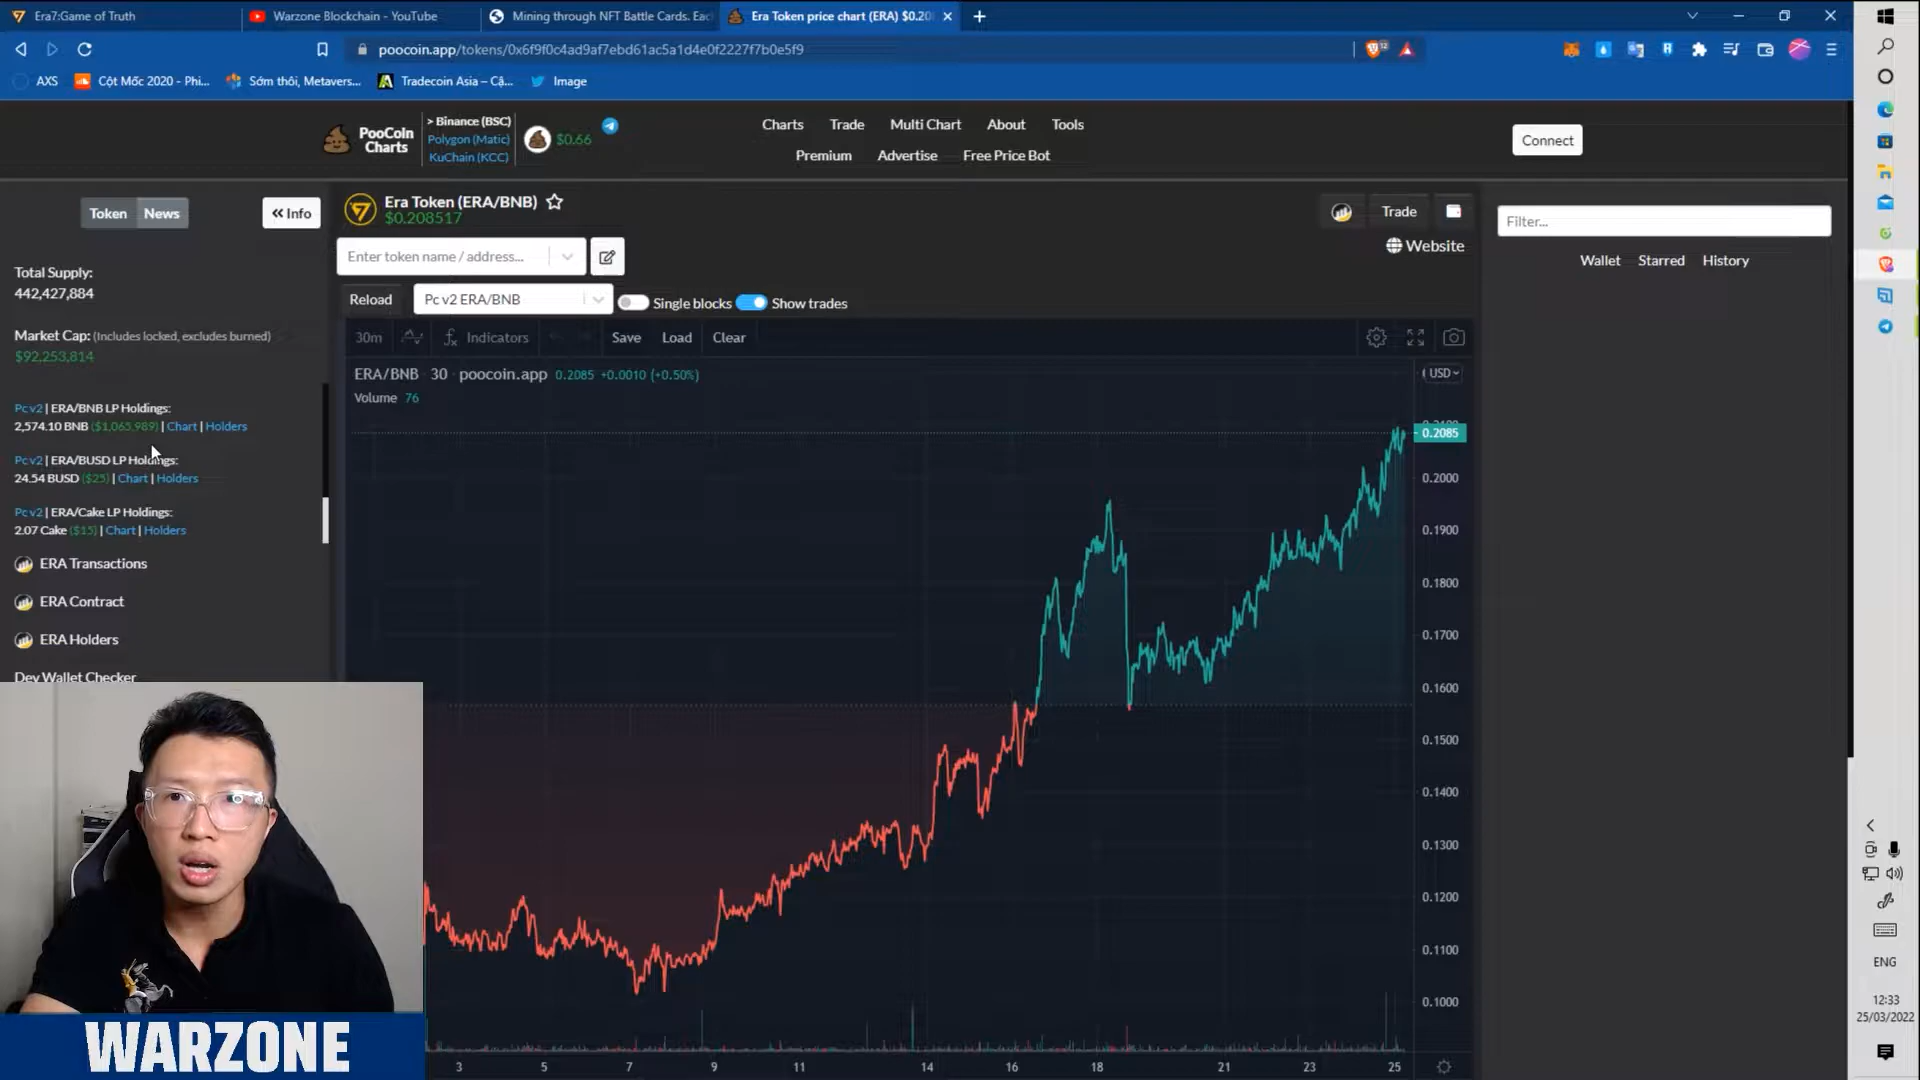 Era7:Game of Truth
Warzone Blockchain - YouTube
Mining through NFT Battle Cards. Eac
Era Token price chart (ERA) $0.20
poocoin.app/tokens/0x6f9f0c4ad9af7ebd61ac5a1d4e0f2227f7b0e5f9
AXS
Cột Mốc 2020 - Phi...
Sớm thôi, Metavers...
Tradecoin Asia – Cậ...
Image
PooCoin
Charts
> Binance (BSC)
Polygon (Matic)
KuChain (KCC)
$0.66
Charts Trade Multi Chart About Tools
Premium Advertise Free Price Bot
Connect
Token News
Info
Era Token (ERA/BNB)
$0.208517
Trade
Website
Filter...
Wallet Starred History
Enter token name / address...
Reload
Pc v2 ERA/BNB
Single blocks
Show trades
Total Supply:
442,427,884
Market Cap: (Includes locked, excludes burned)
$92,253,814
Pc v2 | ERA/BNB LP Holdings:
2,574.10 BNB ($1,065,989) | Chart | Holders
Pc v2 | ERA/BUSD LP Holdings:
24.54 BUSD ($25) | Chart | Holders
Pc v2 | ERA/Cake LP Holdings:
2.07 Cake ($15) | Chart | Holders
ERA Transactions
ERA Contract
ERA Holders
Dev Wallet Checker
30m
Indicators
Save Load Clear
ERA/BNB · 30 · poocoin.app 0.2085 +0.0010 (+0.50%)
Volume 76
USD
0.2085
0.2000
0.1900
0.1800
0.1700
0.1600
0.1500
0.1400
0.1300
0.1200
0.1100
0.1000
3 5 7 9 11 14 16 18 21 23 25
WARZONE
ENG
12:33
25/03/2022